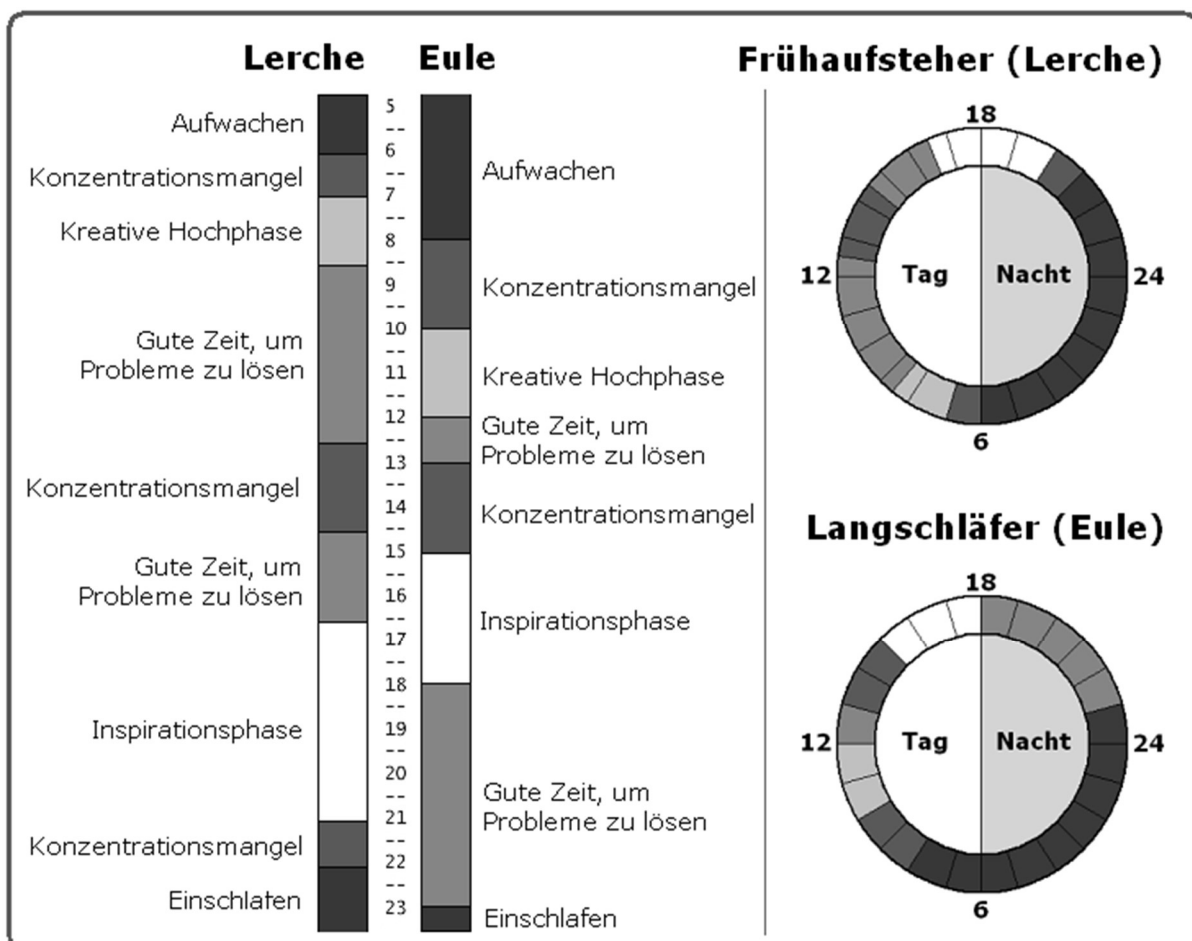 Lerche
Eule
Aufwachen
Konzentrationsmangel
Kreative Hochphase
Gute Zeit, um
Probleme zu lösen
Konzentrationsmangel
Gute Zeit, um
Probleme zu lösen
Inspirationsphase
Konzentrationsmangel
Einschlafen
5
--
6
--
7
--
8
--
9
--
10
--
11
--
12
--
13
--
14
--
15
--
16
--
17
--
18
--
19
--
20
--
21
--
22
--
23
Aufwachen
Konzentrationsmangel
Kreative Hochphase
Gute Zeit, um
Probleme zu lösen
Konzentrationsmangel
Inspirationsphase
Gute Zeit, um
Probleme zu lösen
Einschlafen
Frühaufsteher (Lerche)
18
12
Tag
Nacht
24
6
Langschläfer (Eule)
18
12
Tag
Nacht
24
6